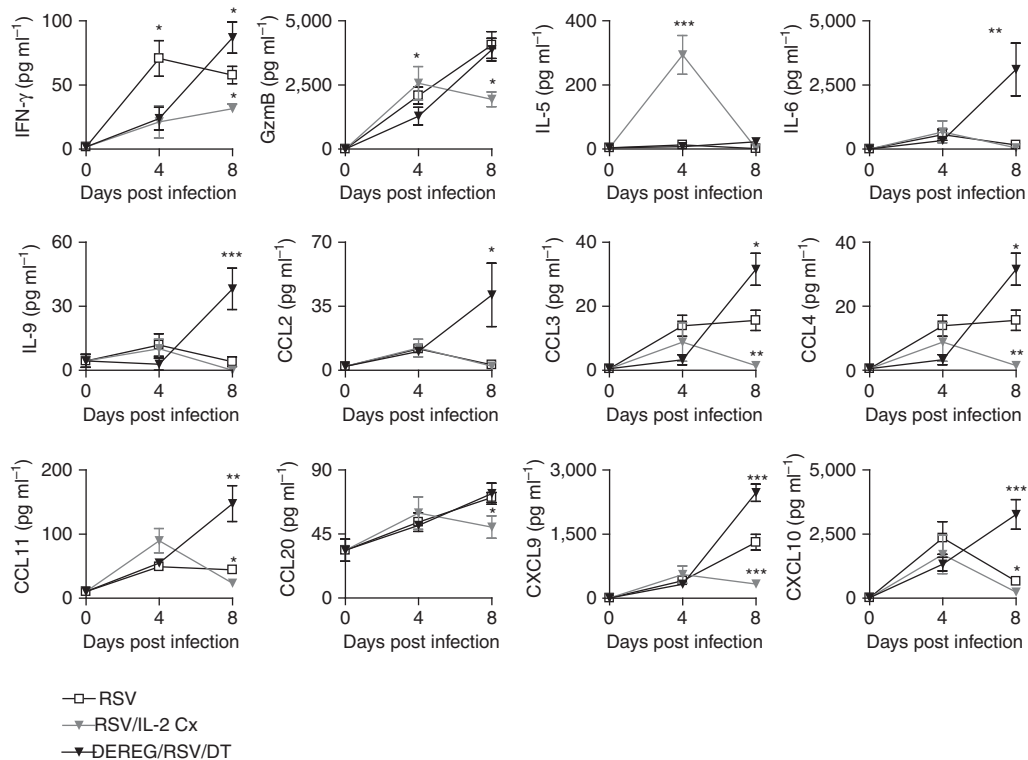 IFN-γ (pg ml⁻¹)
100
50
0
*
*
*
0 4 8
Days post infection
GzmB (pg ml⁻¹)
5,000
2,500
0
*
*
0 4 8
Days post infection
IL-5 (pg ml⁻¹)
400
200
0
***
0 4 8
Days post infection
IL-6 (pg ml⁻¹)
5,000
2,500
0
**
0 4 8
Days post infection
IL-9 (pg ml⁻¹)
60
30
0
***
0 4 8
Days post infection
CCL2 (pg ml⁻¹)
70
35
0
*
0 4 8
Days post infection
CCL3 (pg ml⁻¹)
40
20
0
*
**
0 4 8
Days post infection
CCL4 (pg ml⁻¹)
40
20
0
*
**
0 4 8
Days post infection
CCL11 (pg ml⁻¹)
200
100
0
**
*
0 4 8
Days post infection
CCL20 (pg ml⁻¹)
90
45
0
*
0 4 8
Days post infection
CXCL9 (pg ml⁻¹)
3,000
1,500
0
***
***
0 4 8
Days post infection
CXCL10 (pg ml⁻¹)
5,000
2,500
0
***
*
0 4 8
Days post infection
RSV
RSV/IL-2 Cx
DEREG/RSV/DT